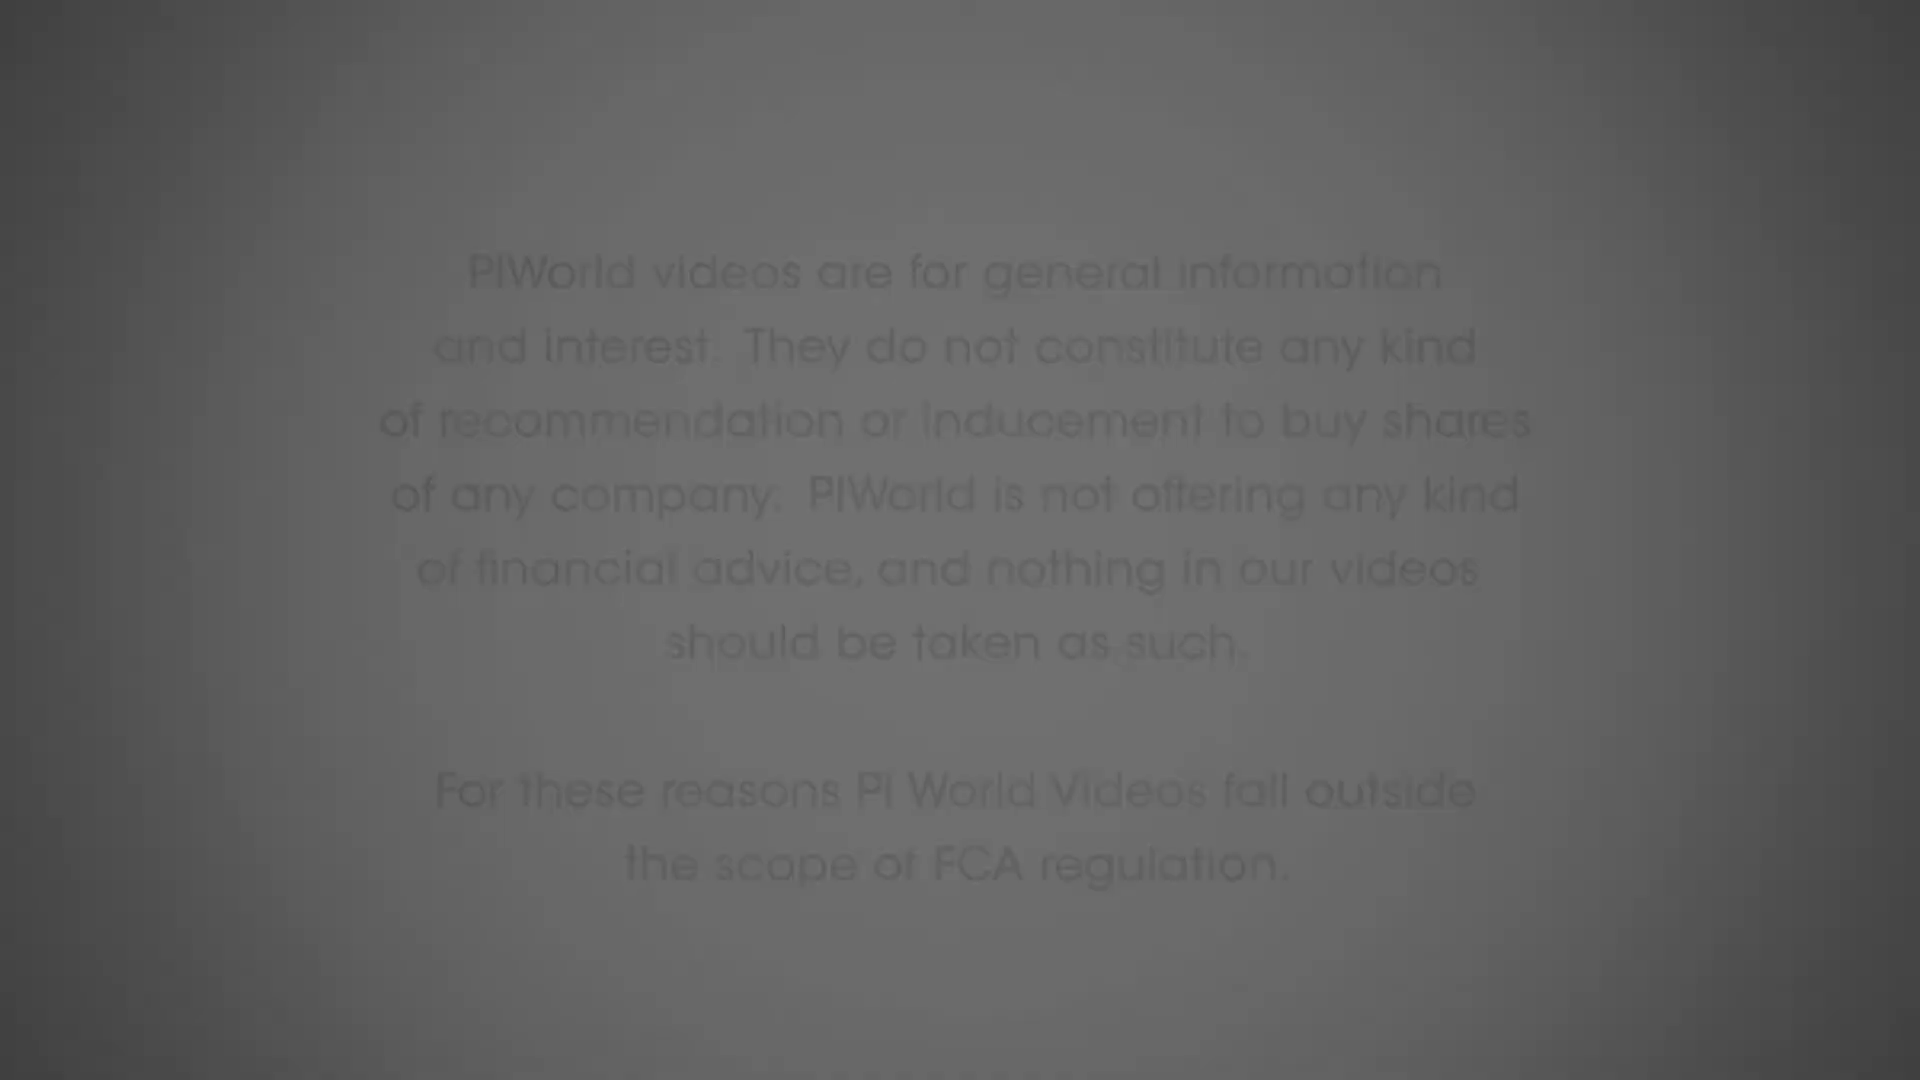 PIWorld videos are for general information
and interest. They do not constitute any kind
of recommendation or inducement to buy shares
of any company. PIWorld is not offering any kind
of financial advice, and nothing in our videos
should be taken as such.
For these reasons PI World Videos fall outside
the scope of FCA regulation.